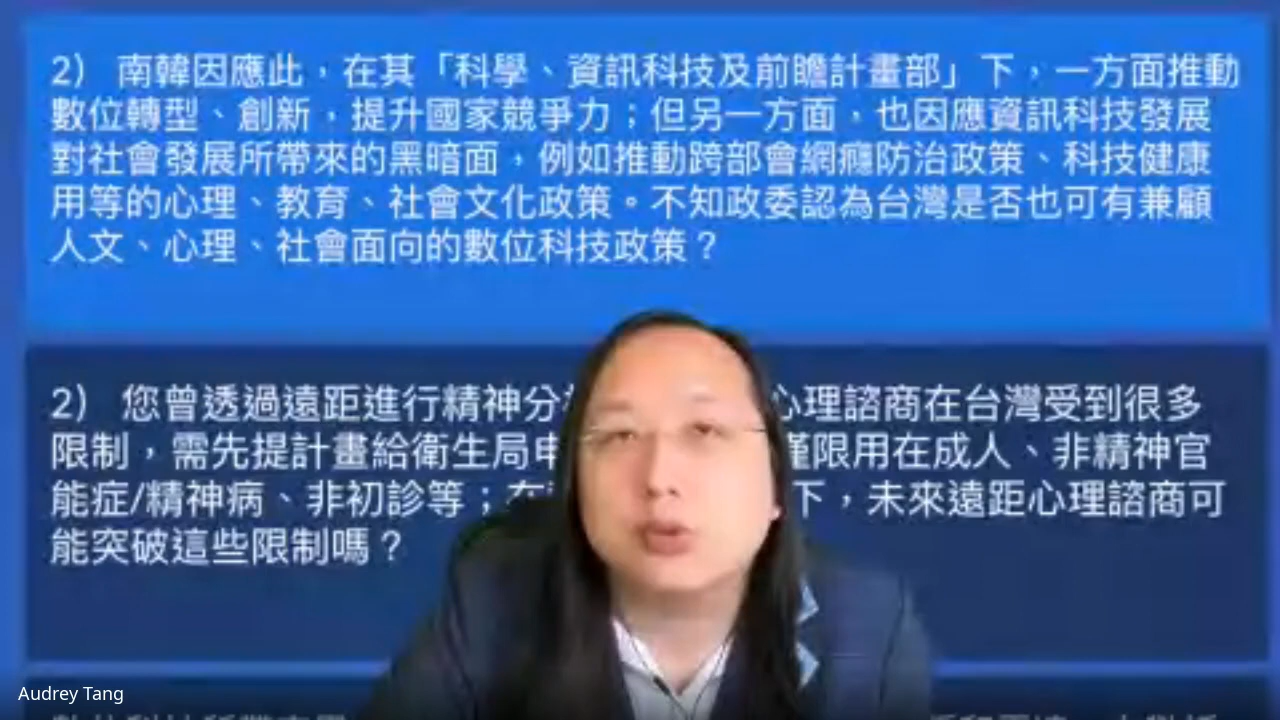 2） 南韓因應此，在其「科學、資訊科技及前瞻計畫部」下，一方面推動
數位轉型、創新，提升國家競爭力；但另一方面，也因應資訊科技發展
對社會發展所帶來的黑暗面，例如推動跨部會網癮防治政策、科技健康
用等的心理、教育、社會文化政策。不知政委認為台灣是否也可有兼顧
人文、心理、社會面向的數位科技政策？
2） 您曾透過遠距進行精神分 心理諮商在台灣受到很多
限制，需先提計畫給衛生局申 僅限用在成人、非精神官
能症/精神病、非初診等； 下，未來遠距心理諮商可
能突破這些限制嗎？
Audrey Tang